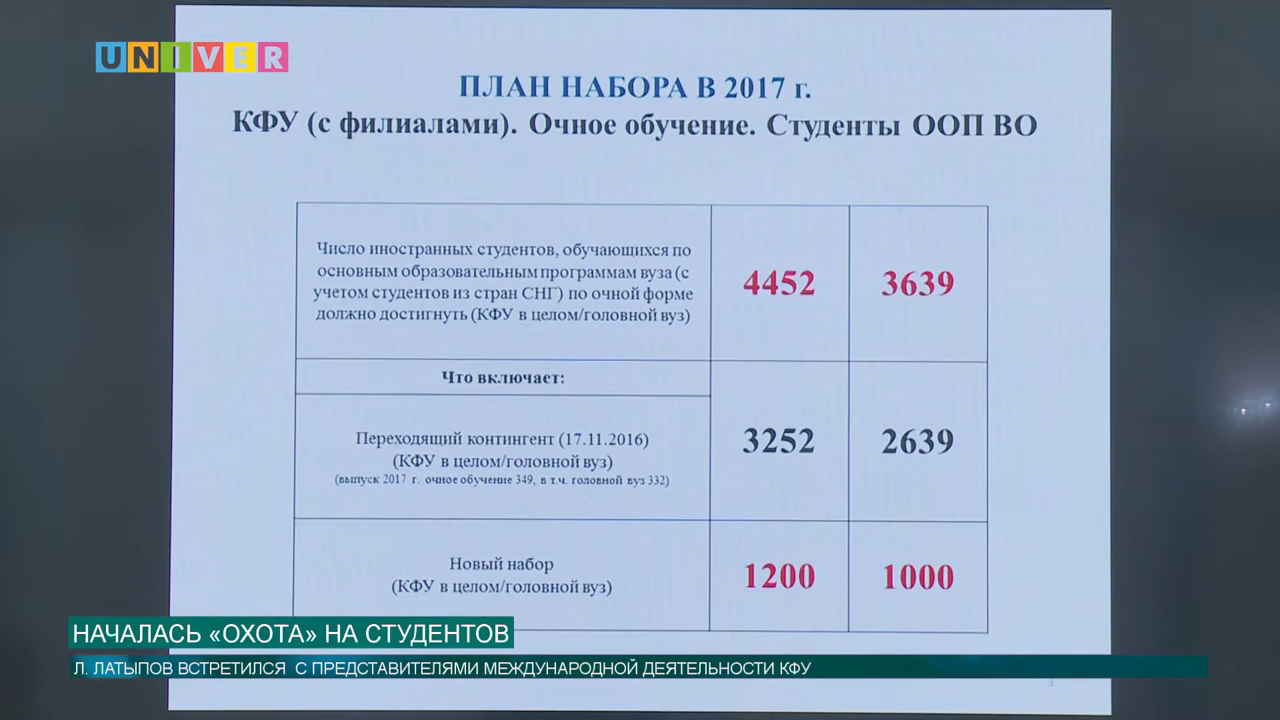 UNIVER
ПЛАН НАБОРА В 2017 г.
КФУ (с филиалами). Очное обучение. Студенты ООП ВО
Число иностранных студентов, обучающихся по
основным образовательным программам вуза (с
учетом студентов из стран СНГ) по очной форме
должно достигнуть (КФУ в целом/головной вуз)
4452
3639
Что включает:
Переходящий контингент (17.11.2016)
(КФУ в целом/головной вуз)
(выпуск 2017 г. очное обучение 349, в т.ч. головной вуз 332)
3252
2639
Новый набор
(КФУ в целом/головной вуз)
1200
1000
НАЧАЛАСЬ «ОХОТА» НА СТУДЕНТОВ
Л. ЛАТЫПОВ ВСТРЕТИЛСЯ С ПРЕДСТАВИТЕЛЯМИ МЕЖДУНАРОДНОЙ ДЕЯТЕЛЬНОСТИ КФУ